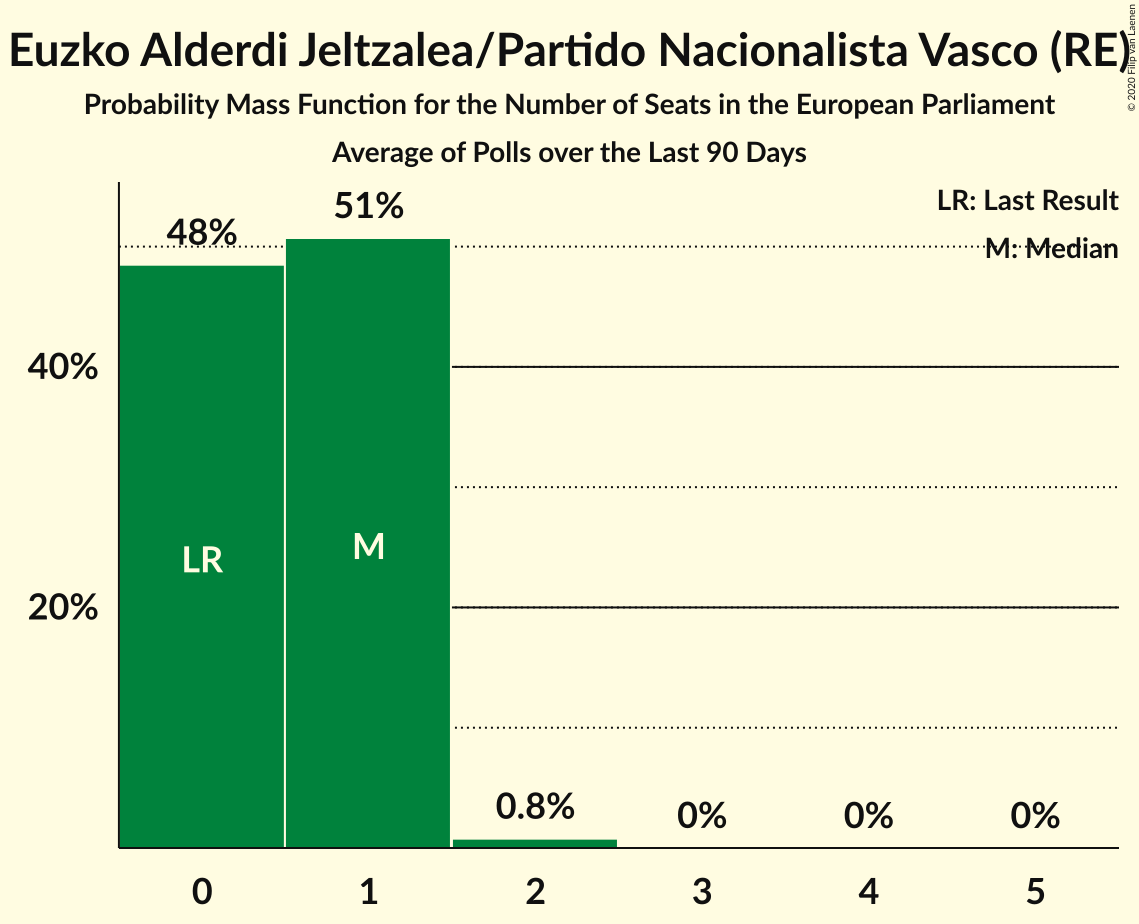 Euzko Alderdi Jeltzalea/Partido Nacionalista Vasco (RE)
© 2020 Filip van Laenen
Probability Mass Function for the Number of Seats in the European Parliament
Average of Polls over the Last 90 Days
LR: Last Result
M: Median
48%
51%
40%
LR
M
20%
0.8%
0%
0%
0%
0
1
2
3
4
5